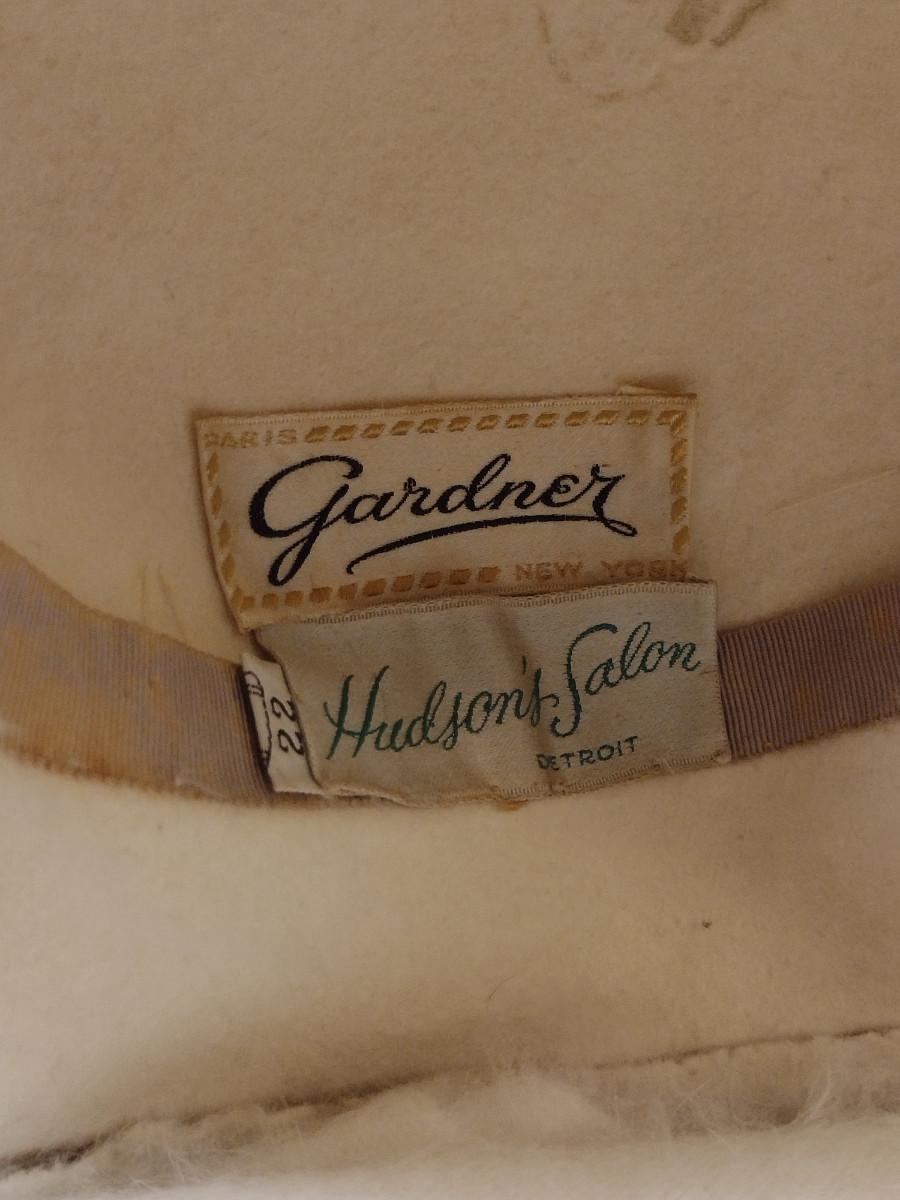 PARIS
Gardner
NEW YORK
Hudson's Salon
DETROIT
22